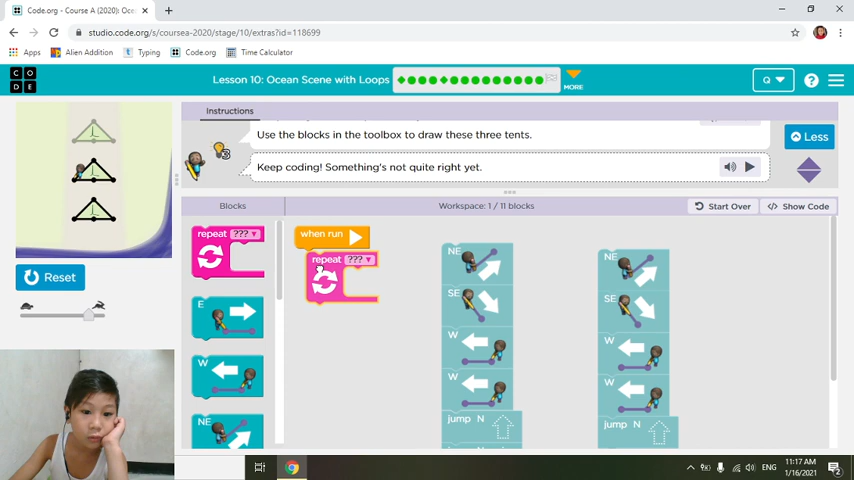 Code.org - Course A (2020): Oce
studio.code.org/s/coursea-2020/stage/10/extras?id=118699
Apps
Alien Addition
Typing
Code.org
Time Calculator
C O
D E
Lesson 10: Ocean Scene with Loops
MORE
Q
?
Instructions
3
Use the blocks in the toolbox to draw these three tents.
Keep coding! Something's not quite right yet.
Less
Blocks
Workspace: 1 / 11 blocks
Start Over
</> Show Code
Reset
repeat ???
E
W
NE
when run
repeat ???
NE
SE
W
W
jump N
NE
SE
W
W
jump N
ENG
11:17 AM
1/16/2021
2